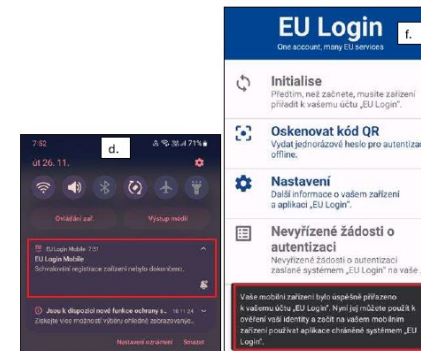 7:52
d.
71%
út 26. 11.
Ovládání zař.
Výstup médií
EU Login Mobile 7:51
EU Login Mobile
Schvalování registrace zařízení nebylo dokončeno.
Jsou k dispozici nové funkce ochrany s...
Získejte více možností výběru ohledně zobrazovanýc..
Nastavení oznámení Smazat
EU Login
f.
One account, many EU services
Initialise
Předtím, než začnete, musíte zařízení
přiřadit k vašemu účtu „EU Login".
Oskenovat kód QR
Vydat jednorázové heslo pro autentizac
offline.
Nastavení
Další informace o vašem zařízení
a aplikaci „EU Login".
Nevyřízené žádosti o
autentizaci
Nevyřízené žádosti o autentizaci
zaslané systémem „EU Login" na vaše
Vaše mobilní zařízení bylo úspěšně přiřazeno
k vašemu účtu „EU Login". Nyní jej můžete použít k
ověření vaší identity a začít na vašem mobilním
zařízení používat aplikace chráněné systémem „EU
Login".